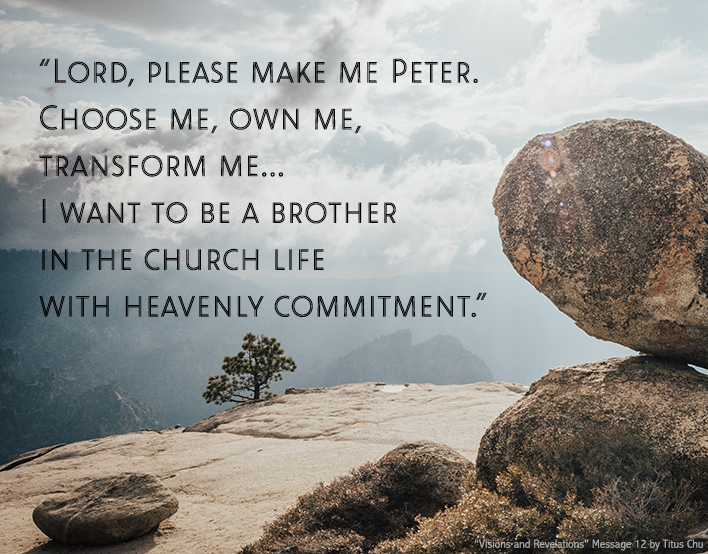 “Lord, please make me Peter.
Choose me, own me,
transform me...
I want to be a brother
in the church life
with heavenly commitment.”
“Visions and Revelations” Message 12 by Titus Chu